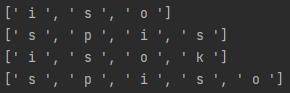 [' i', ' s', ' o']
[' s', ' p', ' i', ' s']
[' i', ' s', ' o', ' k']
[' s', ' p', ' i', ' s', ' o']